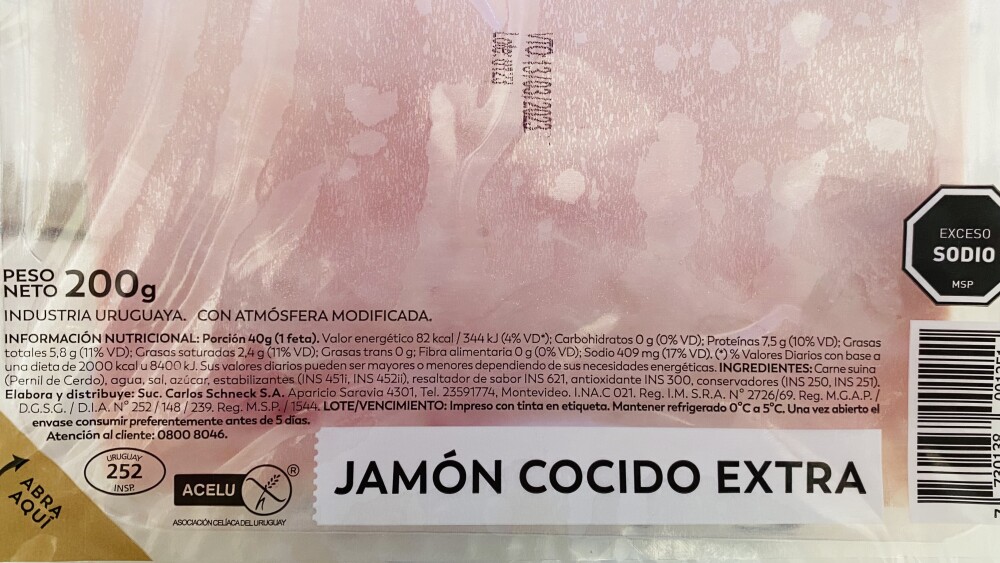 VTO:13/03/2023
EXCESO
SODIO
MSP
PESO
NETO 200g
INDUSTRIA URUGUAYA. CON ATMÓSFERA MODIFICADA.
INFORMACIÓN NUTRICIONAL: Porción 40g (1 feta). Valor energético 82 kcal / 344 kJ (4% VD*); Carbohidratos 0 g (0% VD); Proteínas 7,5 g (10% VD); Grasas
totales 5,8 g (11% VD); Grasas saturadas 2,4 g (11% VD); Grasas trans 0 g; Fibra alimentaria 0 g (0% VD); Sodio 409 mg (17% VD). (*) % Valores Diarios con base a
una dieta de 2000 kcal u 8400 kJ. Sus valores diarios pueden ser mayores o menores dependiendo de sus necesidades energéticas. INGREDIENTES: Carne suina
(Pernil de Cerdo), agua, sal, azúcar, estabilizantes (INS 451i, INS 452ii), resaltador de sabor INS 621, antioxidante INS 300, conservadores (INS 250, INS 251).
Elabora y distribuye: Suc. Carlos Schneck S.A. Aparicio Saravia 4301, Tel. 23591774, Montevideo. I.NA.C 021. Reg. I.M. S.R.A. N° 2726/69. Reg. M.G.A.P. /
D.G.S.G. / D.I.A. N° 252 / 148 / 239. Reg. M.S.P. / 1544. LOTE/VENCIMIENTO: Impreso con tinta en etiqueta. Mantener refrigerado 0°C a 5°C. Una vez abierto el
envase consumir preferentemente antes de 5 días.
Atención al cliente: 0800 8046.
ABRA
AQUÍ
URUGUAY
252
INSP.
ACELU ®
ASOCIACIÓN CELÍACA DEL URUGUAY
JAMÓN COCIDO EXTRA